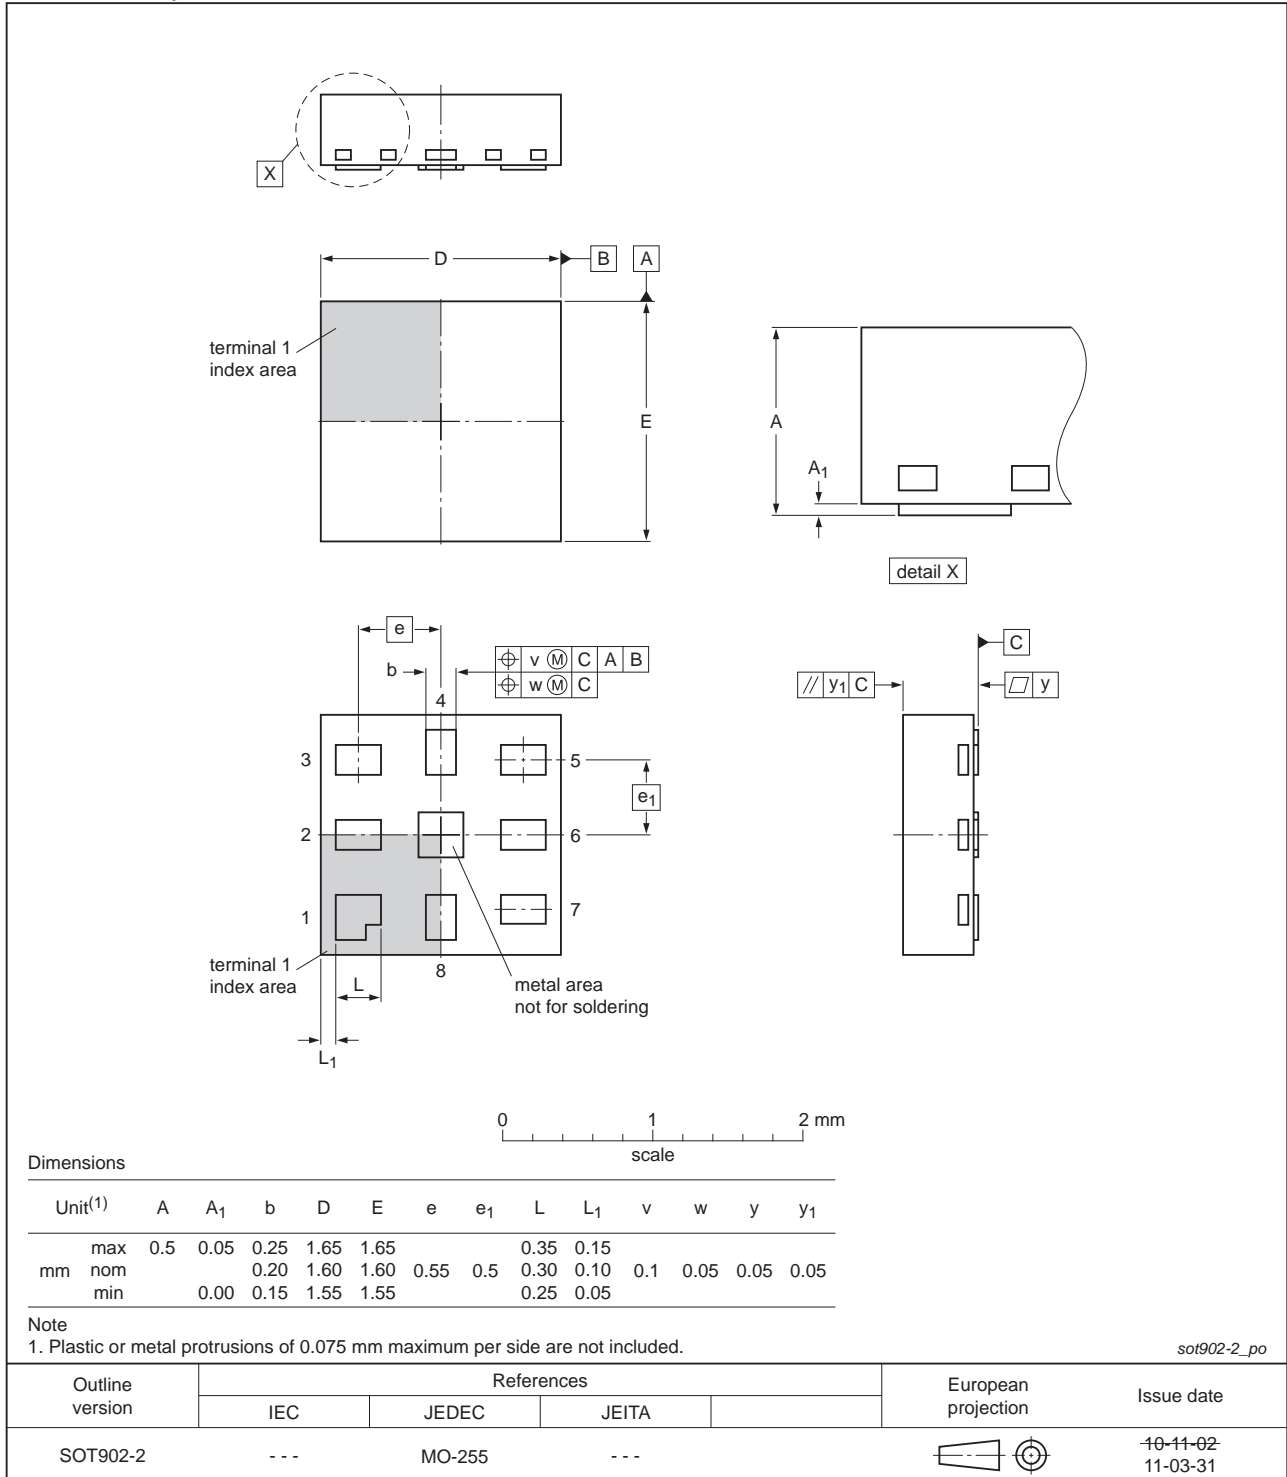 X
D B A
terminal 1
index area
E
A
A1
detail X
e
b
v M C A B
w M C
4
C
y1 C
y
3
5
e1
2
6
1
7
terminal 1
index area
8
L
metal area
not for soldering
L1
0 1 2 mm
scale
Dimensions
Unit(1) A A1 b D E e e1 L L1 v w y y1
max 0.5 0.05 0.25 1.65 1.65 0.35 0.15
mm nom 0.20 1.60 1.60 0.55 0.5 0.30 0.10 0.1 0.05 0.05 0.05
min 0.00 0.15 1.55 1.55 0.25 0.05
Note
1. Plastic or metal protrusions of 0.075 mm maximum per side are not included.
sot902-2_po
Outline
version
References
European
projection
Issue date
IEC JEDEC JEITA
SOT902-2 - - - MO-255 - - -
10-11-02
11-03-31